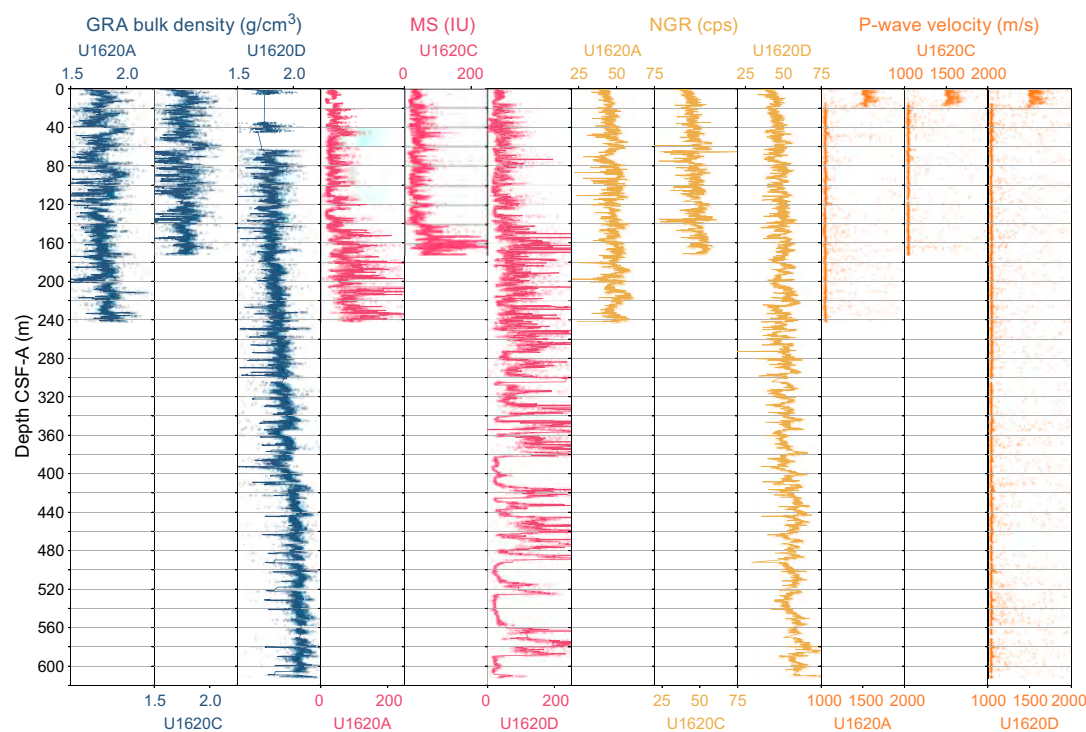 GRA bulk density (g/cm³) MS (IU) NGR (cps) P-wave velocity (m/s)
U1620A U1620D U1620C U1620A U1620D U1620C
1.5 2.0 1.5 2.0 0 200 25 50 75 25 50 75 1000 1500 2000
0
40
80
120
160
200
240
280
320
360
400
440
480
520
560
600
Depth CSF-A (m)
1.5 2.0 0 200 0 200 25 50 75 1000 1500 2000 1000 1500 2000
U1620C U1620A U1620D U1620C U1620A U1620D